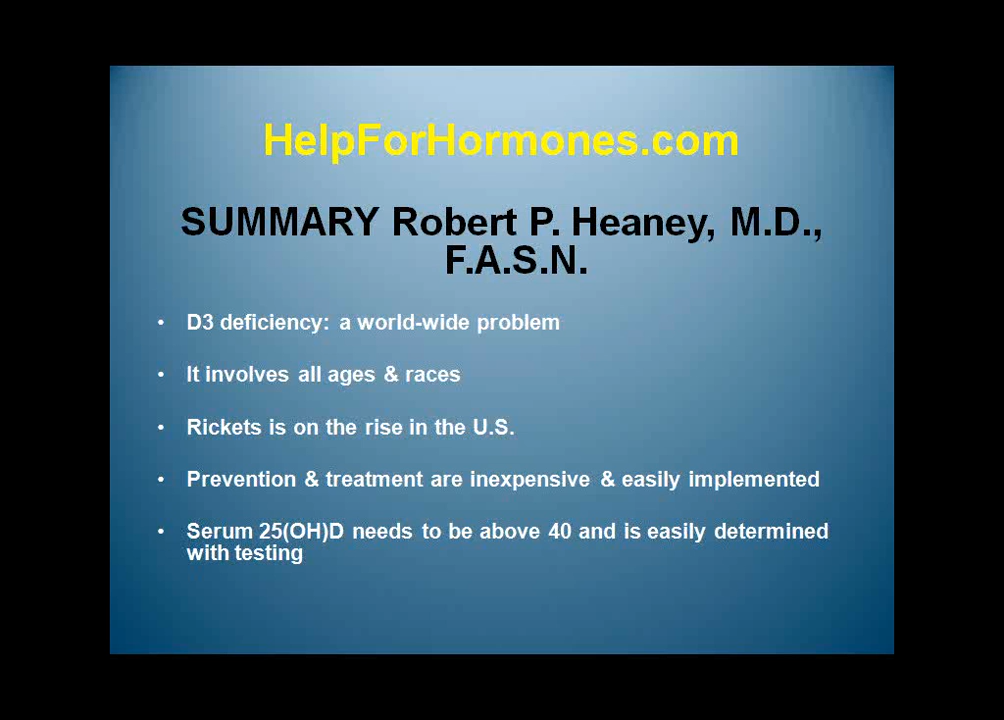 HelpForHormones.com
SUMMARY Robert P. Heaney, M.D.,
F.A.S.N.
• D3 deficiency: a world-wide problem
• It involves all ages & races
• Rickets is on the rise in the U.S.
• Prevention & treatment are inexpensive & easily implemented
• Serum 25(OH)D needs to be above 40 and is easily determined
with testing